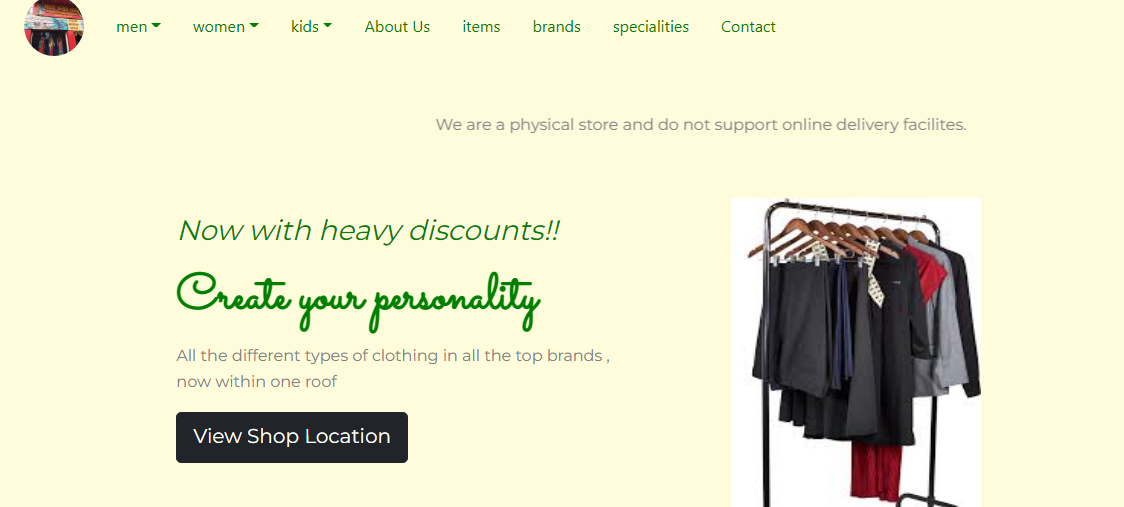 men women kids About Us items brands specialities Contact
We are a physical store and do not support online delivery facilites.
Now with heavy discounts!!
Create your personality
All the different types of clothing in all the top brands ,
now within one roof
View Shop Location